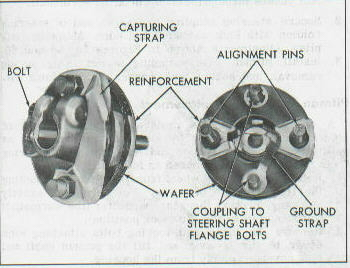 CAPTURING
STRAP
BOLT
ALIGNMENT PINS
REINFORCEMENT
WAFER
COUPLING TO
STEERING SHAFT
FLANGE BOLTS
GROUND
STRAP